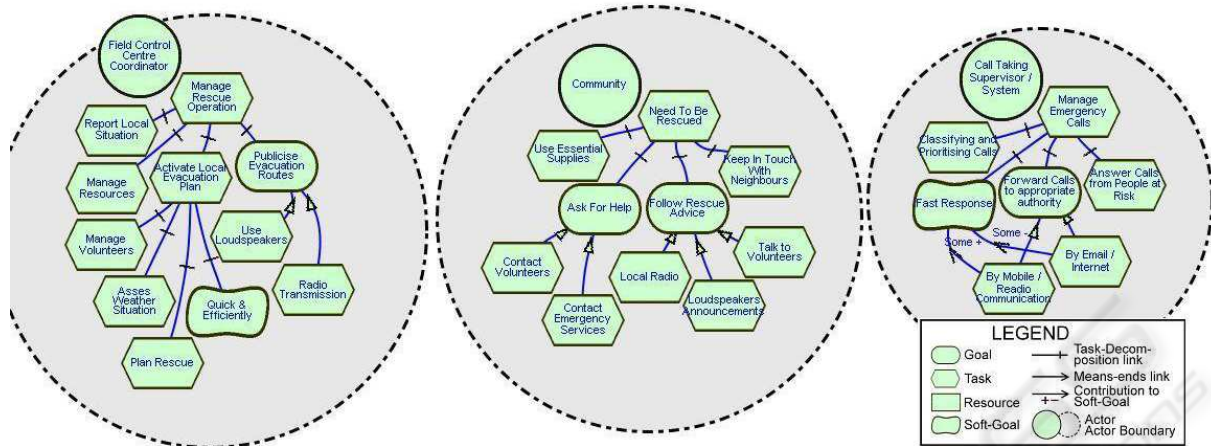 Field Control
Centre
Coordinator
Manage
Rescue
Operation
Report Local
Situation
Manage
Resources
Activate Local
Evacuation
Plan
Publicise
Evacuation
Routes
Manage
Volunteers
Use
Loudspeakers
Asses
Weather
Situation
Quick &
Efficiently
Radio
Transmission
Plan Rescue
Community
Need To Be
Rescued
Use Essential
Supplies
Keep In Touch
With
Neighbours
Ask For Help
Follow Rescue
Advice
Contact
Volunteers
Local Radio
Talk to
Volunteers
Contact
Emergency
Services
Loudspeakers
Announcements
Call Taking
Supervisor /
System
Manage
Emergency
Calls
Classifying and
Prioritising Calls
Fast Response
Forward Calls
to appropriate
authority
Answer Calls
from People at
Risk
Some +
Some -
By Mobile /
Readio
Communication
By Email /
Internet
LEGEND
Goal
Task
Resource
Soft-Goal
Task-Decom-
position link
Means-ends link
Contribution to
Soft-Goal
+-
Actor
Actor Boundary